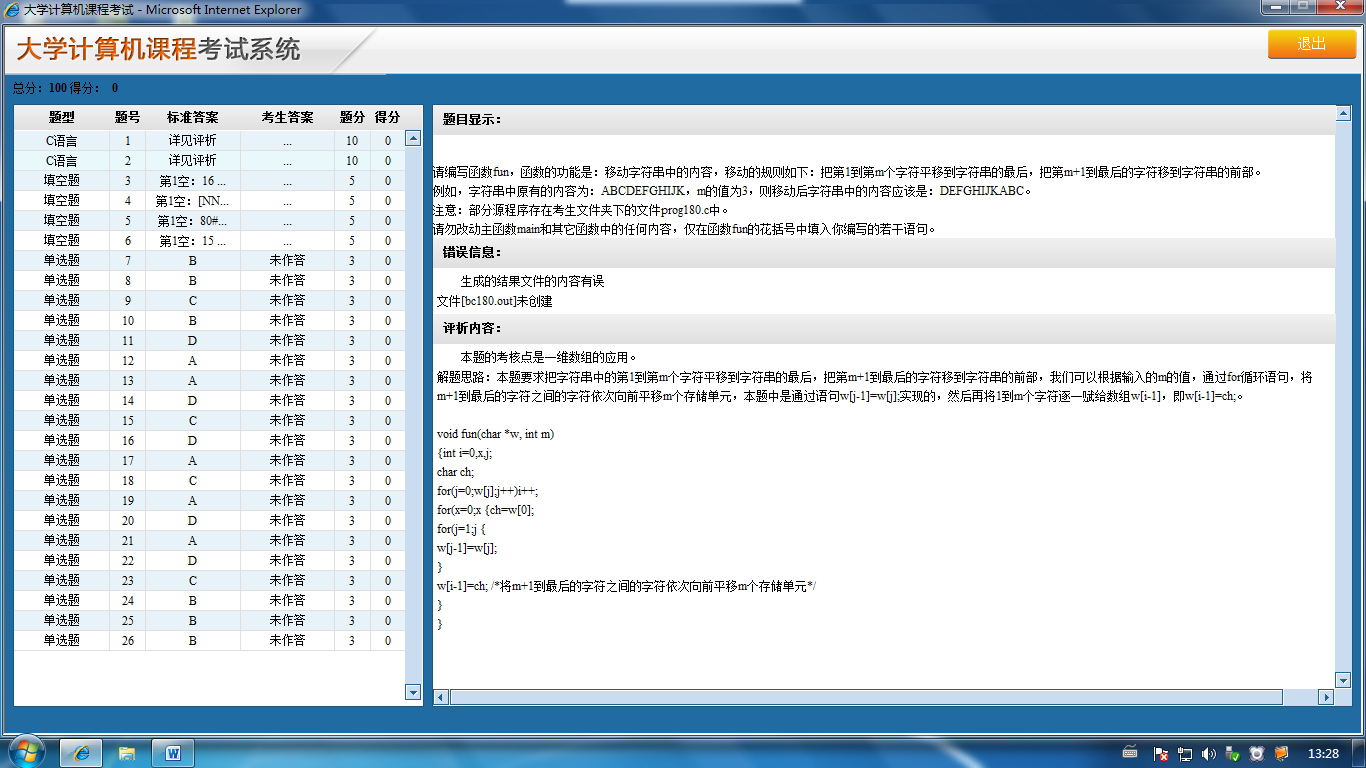 大学计算机课程考试 - Microsoft Internet Explorer
大学计算机课程考试系统
退出
总分：100 得分： 0
题型 题号 标准答案 考生答案 题分 得分
C语言 1 详见评析 ... 10 0
C语言 2 详见评析 ... 10 0
填空题 3 第1空：16 ... ... 5 0
填空题 4 第1空：[NN... ... 5 0
填空题 5 第1空：80#... ... 5 0
填空题 6 第1空：15 ... ... 5 0
单选题 7 B 未作答 3 0
单选题 8 B 未作答 3 0
单选题 9 C 未作答 3 0
单选题 10 B 未作答 3 0
单选题 11 D 未作答 3 0
单选题 12 A 未作答 3 0
单选题 13 A 未作答 3 0
单选题 14 D 未作答 3 0
单选题 15 C 未作答 3 0
单选题 16 D 未作答 3 0
单选题 17 A 未作答 3 0
单选题 18 C 未作答 3 0
单选题 19 A 未作答 3 0
单选题 20 D 未作答 3 0
单选题 21 A 未作答 3 0
单选题 22 D 未作答 3 0
单选题 23 C 未作答 3 0
单选题 24 B 未作答 3 0
单选题 25 B 未作答 3 0
单选题 26 B 未作答 3 0
题目显示：
请编写函数fun，函数的功能是：移动字符串中的内容，移动的规则如下：把第1到第m个字符平移到字符串的最后，把第m+1到最后的字符移到字符串的前部。
例如，字符串中原有的内容为：ABCDEFGHIJK，m的值为3，则移动后字符串中的内容应该是：DEFGHIJKABC。
注意：部分源程序存在考生文件夹下的文件prog180.c中。
请勿改动主函数main和其它函数中的任何内容，仅在函数fun的花括号中填入你编写的若干语句。
错误信息：
生成的结果文件的内容有误
文件[bc180.out]未创建
评析内容：
本题的考核点是一维数组的应用。
解题思路：本题要求把字符串中的第1到第m个字符平移到字符串的最后，把第m+1到最后的字符移到字符串的前部，我们可以根据输入的m的值，通过for循环语句，将
m+1到最后的字符之间的字符依次向前平移m个存储单元，本题中是通过语句w[j-1]=w[j];实现的，然后再将1到m个字符逐一赋给数组w[i-1]，即w[i-1]=ch;。
void fun(char *w, int m)
{int i=0,x,j;
char ch;
for(j=0;w[j];j++)i++;
for(x=0;x {ch=w[0];
for(j=1;j {
w[j-1]=w[j];
}
w[i-1]=ch; /*将m+1到最后的字符之间的字符依次向前平移m个存储单元*/
}
}
13:28